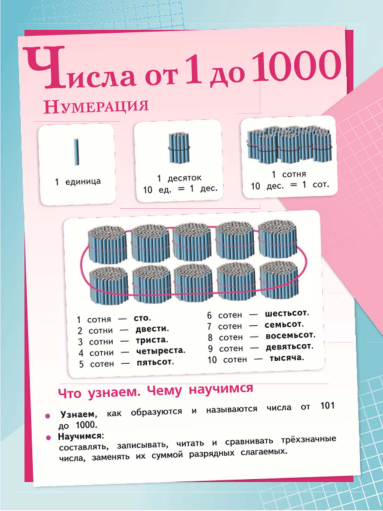 Числа от 1 до 1000
Нумерация
1 единица
1 десяток
10 ед. = 1 дес.
1 сотня
10 дес. = 1 сот.
1 сотня — сто.
2 сотни — двести.
3 сотни — триста.
4 сотни — четыреста.
5 сотен — пятьсот.
6 сотен — шестьсот.
7 сотен — семьсот.
8 сотен — восемьсот.
9 сотен — девятьсот.
10 сотен — тысяча.
Что узнаем. Чему научимся
● Узнаем, как образуются и называются числа от 101
до 1000.
● Научимся:
составлять, записывать, читать и сравнивать трёхзначные
числа, заменять их суммой разрядных слагаемых.